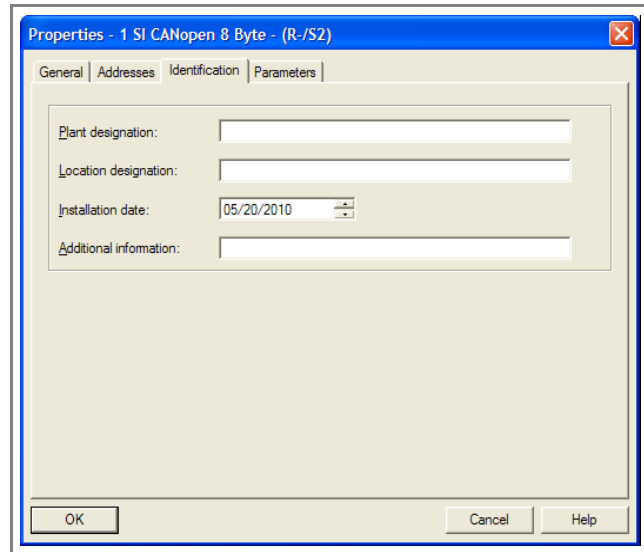 Properties - 1 SI CANopen 8 Byte - (R-/S2)
General Addresses Identification Parameters
Plant designation:
Location designation:
Installation date: 05/20/2010
Additional information:
OK Cancel Help